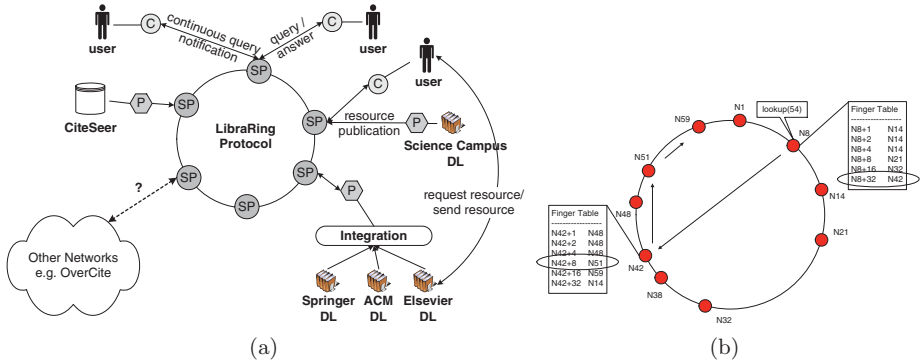 C
C
continuous query
notification
query /
answer
user
user
SP
C
user
SP
P
CiteSeer
LibraRing
Protocol
SP
resource
publication
P
Science Campus
DL
SP
SP
SP
P
?
request resource/
send resource
Integration
Other Networks
e.g. OverCite
Springer
DL
ACM
DL
Elsevier
DL
(a)
N1
lookup(54)
N59
N8
Finger Table
N8+1 N14
N8+2 N14
N8+4 N14
N8+8 N21
N8+16 N32
N8+32 N42
N51
N14
N48
N21
Finger Table
N42+1 N48
N42+2 N48
N42+4 N48
N42+8 N51
N42+16 N59
N42+32 N14
N42
N38
N32
(b)